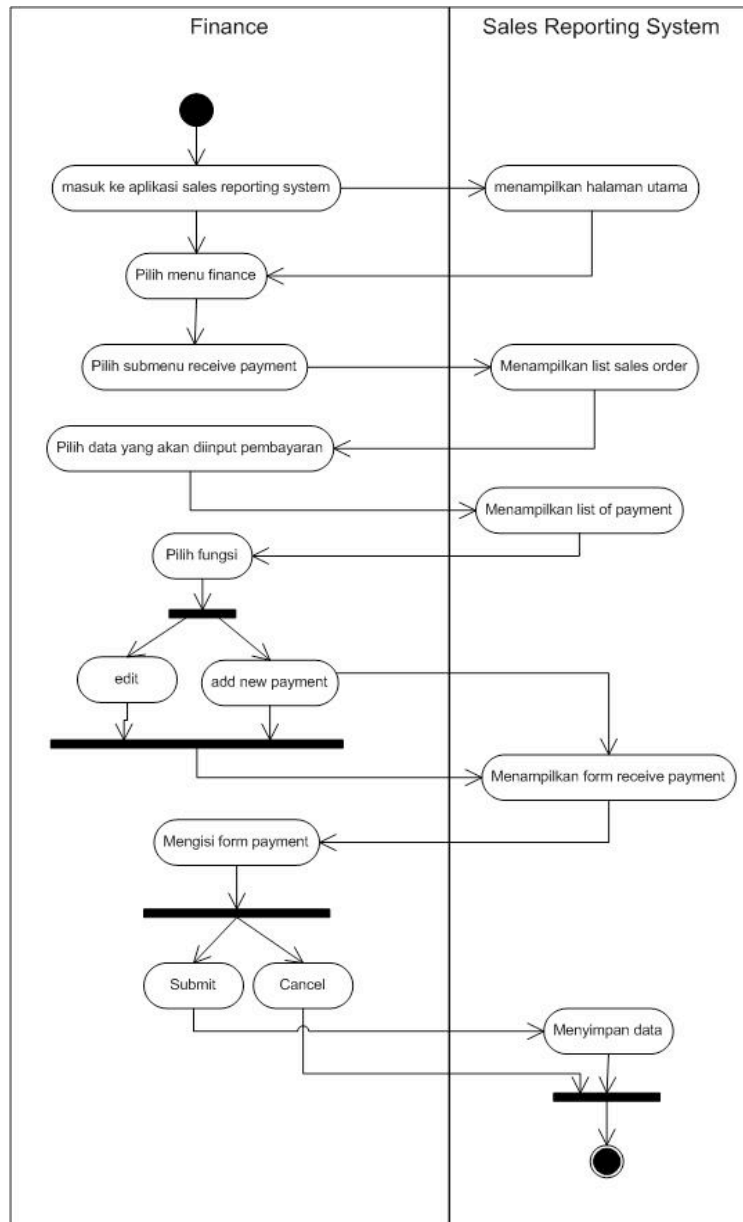 Finance
Sales Reporting System
masuk ke aplikasi sales reporting system
menampilkan halaman utama
Pilih menu finance
Pilih submenu receive payment
Menampilkan list sales order
Pilih data yang akan diinput pembayaran
Menampilkan list of payment
Pilih fungsi
edit
add new payment
Menampilkan form receive payment
Mengisi form payment
Submit
Cancel
Menyimpan data